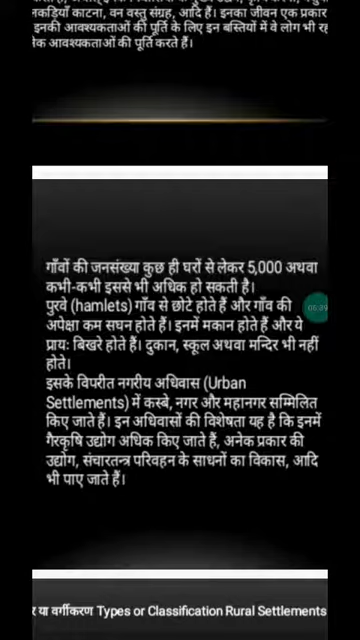 लकड़ियाँ काटना, वन वस्तु संग्रह, आदि हैं। इनका जीवन एक प्रकार
इनकी आवश्यकताओं की पूर्ति के लिए इन बस्तियों में वे लोग भी रह
आवश्यकताओं की पूर्ति करते हैं।
गाँवों की जनसंख्या कुछ ही घरों से लेकर 5,000 अथवा
कभी-कभी इससे भी अधिक हो सकती है।
पुरवे (hamlets) गाँव से छोटे होते हैं और गाँव की
अपेक्षा कम सघन होते हैं। इनमें मकान होते हैं और ये
प्रायः बिखरे होते हैं। दुकान, स्कूल अथवा मन्दिर भी नहीं
होते।
इसके विपरीत नगरीय अधिवास (Urban
Settlements) में कस्बे, नगर और महानगर सम्मिलित
किए जाते हैं। इन अधिवासों की विशेषता यह है कि इनमें
गैरकृषि उद्योग अधिक किए जाते हैं, अनेक प्रकार की
उद्योग, संचारतन्त्र परिवहन के साधनों का विकास, आदि
भी पाए जाते हैं।
या वर्गीकरण Types or Classification Rural Settlements